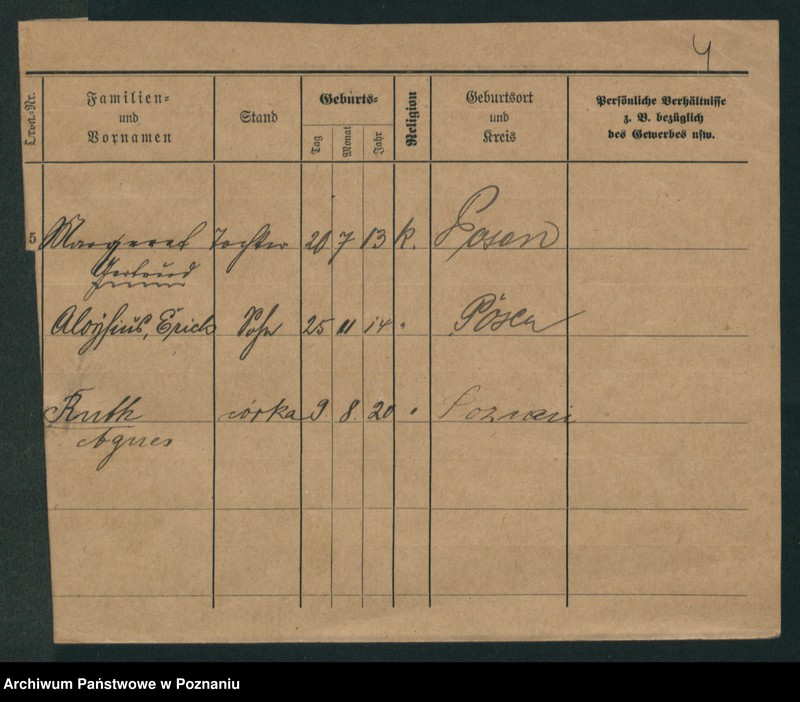 4
Ordn.-Nr.
Familien-
und
Vornamen
Stand
Geburts-
Tag
Monat
Jahr
Religion
Geburtsort
und
Kreis
Persönliche Verhältnisse
z. B. bezüglich
des Gewerbes usw.
5 Margaret Tochter 20 7 13 k. Posen
Gertrud
Aloÿsius, Erich Sohn 25 11 14 " Posen
Ruth córka 9 8. 20 " Poznań
Agnes
Archiwum Państwowe w Poznaniu